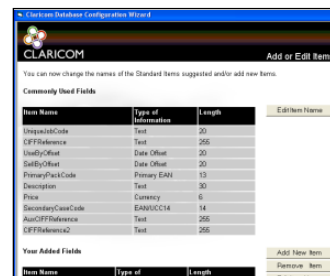 Claricom Database Configuration Wizard
CLARICOM
Add or Edit Item
You can now change the names of the Standard Items suggested and/or add new Items.
Commonly Used Fields
Item Name Type of Information Length
Edit Item Name
UniqueJobCode Text 20
CIFFReference Text 255
UseByOffset Date Offset 20
SellByOffset Date Offset 20
PrimaryPackCode Primary EAN 13
Description Text 30
Price Currency 6
SecondaryCaseCode EAN/UCC14 14
AuxCIFFReference Text 255
CIFFReference2 Text 255
Your Added Fields
Add New Item
Remove Item
Item Name Type of Length